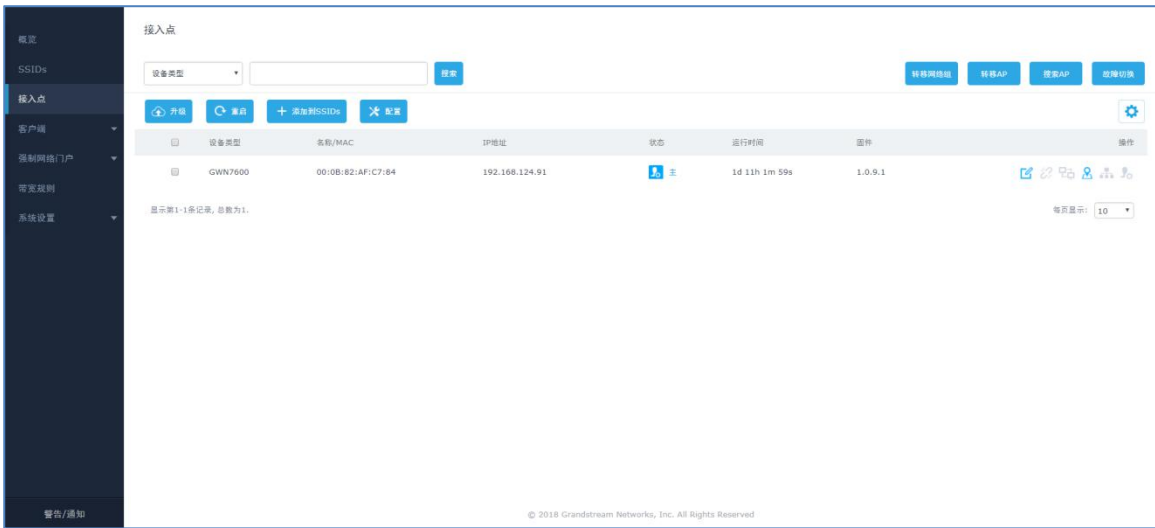 接入点
概览
SSIDs
接入点
客户端
强制网络门户
带宽规则
系统设置
警告/通知
设备类型 搜索 转移网络组 转移AP 搜索AP 故障切换
升级 重启 添加到SSIDs 配置
设备类型 名称/MAC IP地址 状态 运行时间 固件 操作
GWN7600 00:0B:82:AF:C7:84 192.168.124.91 主 1d 11h 1m 59s 1.0.9.1
显示第1-1条记录, 总数为1. 每页显示: 10
© 2018 Grandstream Networks, Inc. All Rights Reserved